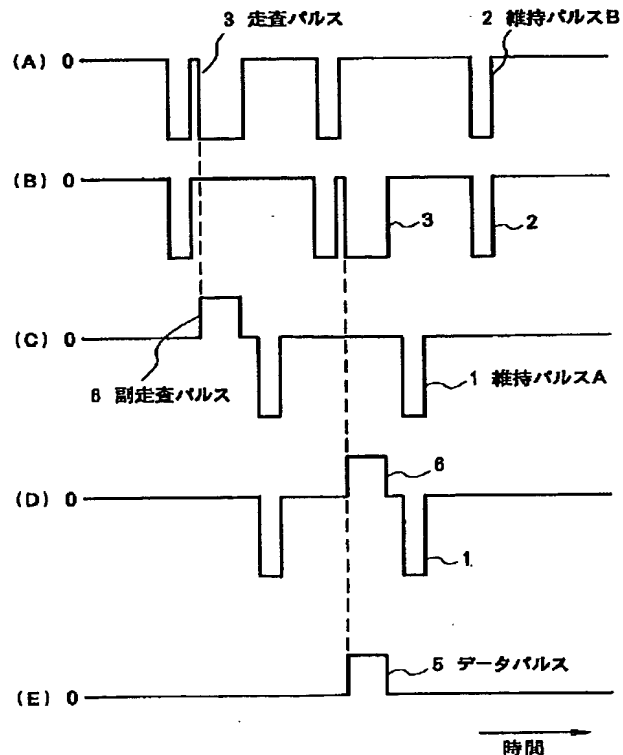 3 走査パルス
2 維持パルスB
(A) 0
(B) 0
3
2
(C) 0
6 副走査パルス
1 維持パルスA
(D) 0
6
1
5 データパルス
(E) 0
時間